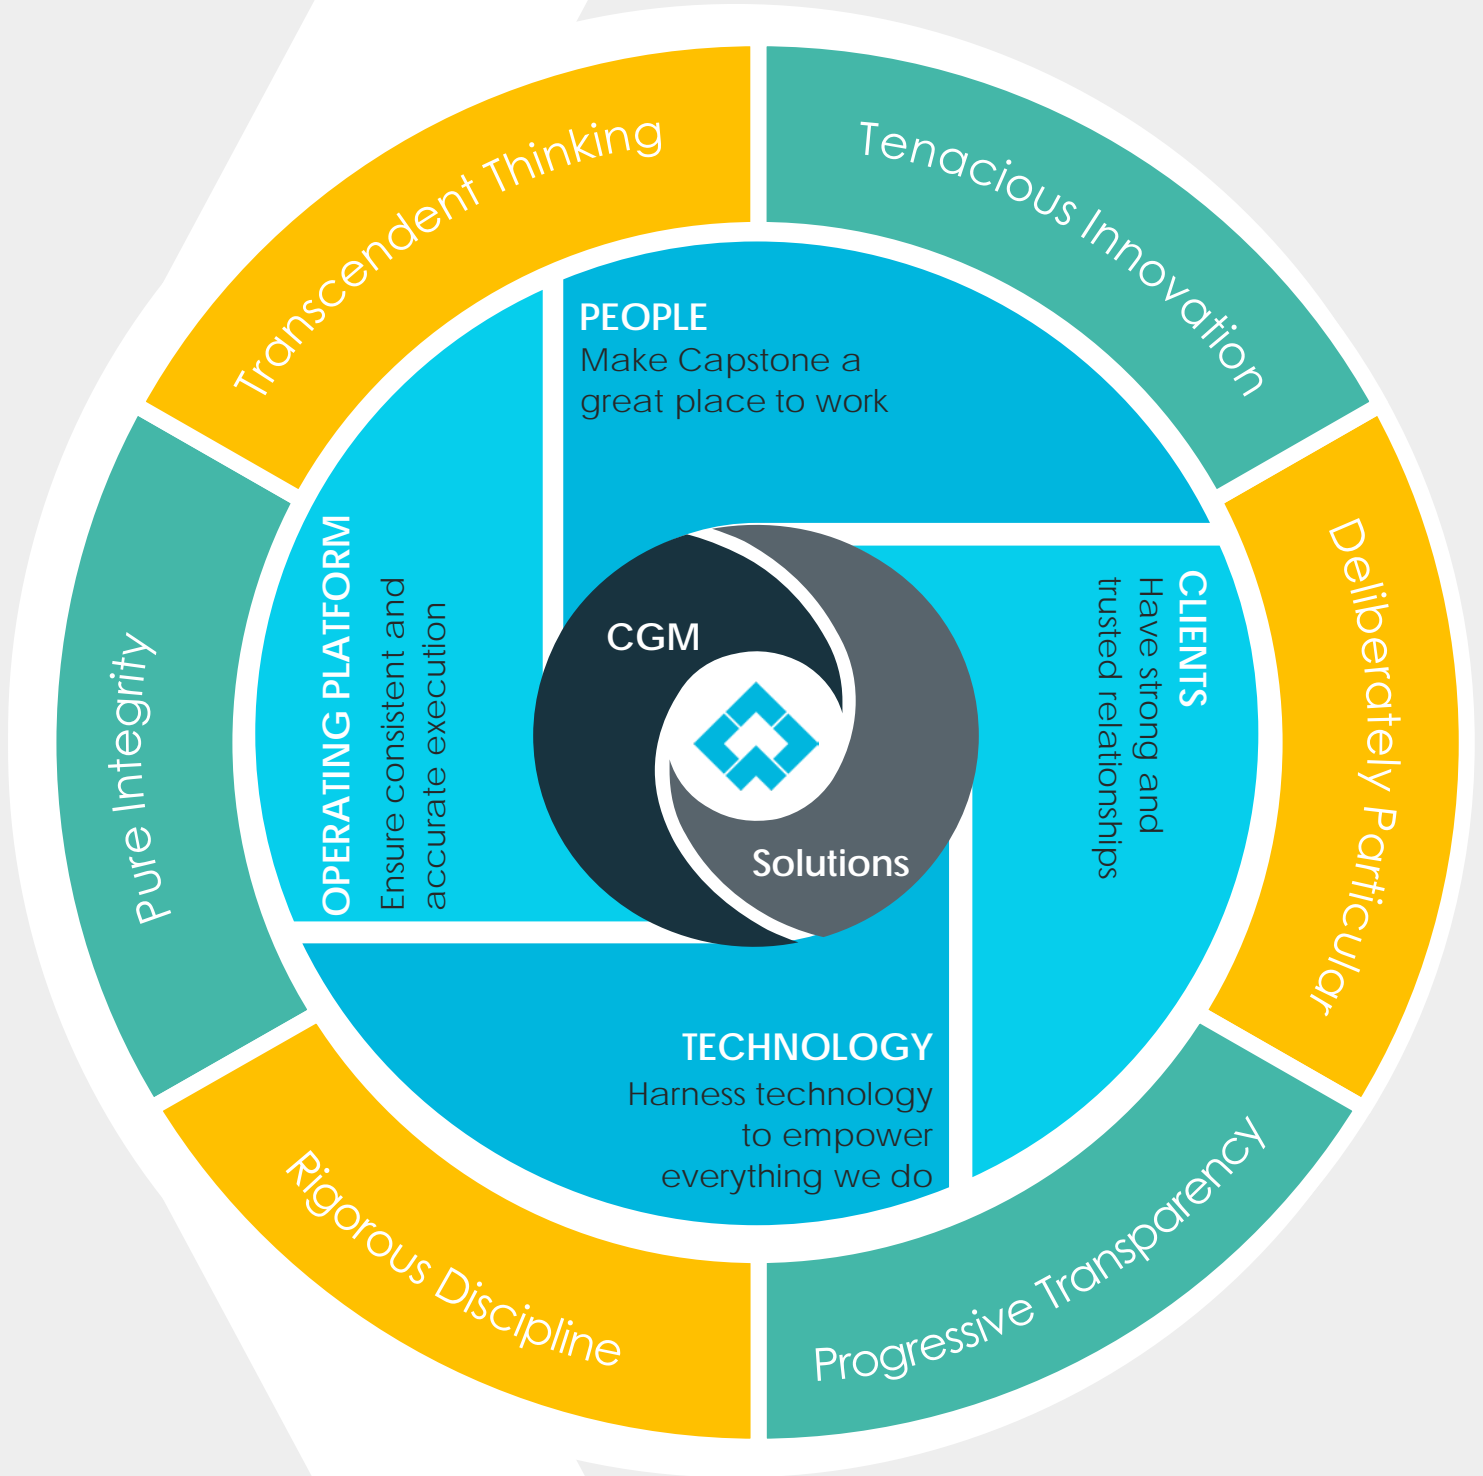 Transcendent Thinking
Tenacious Innovation
Deliberately Particular
Progressive Transparency
Rigorous Discipline
Pure Integrity
PEOPLE
Make Capstone a
great place to work
CLIENTS
Have strong and
trusted relationships
TECHNOLOGY
Harness technology
to empower
everything we do
OPERATING PLATFORM
Ensure consistent and
accurate execution
CGM
Solutions